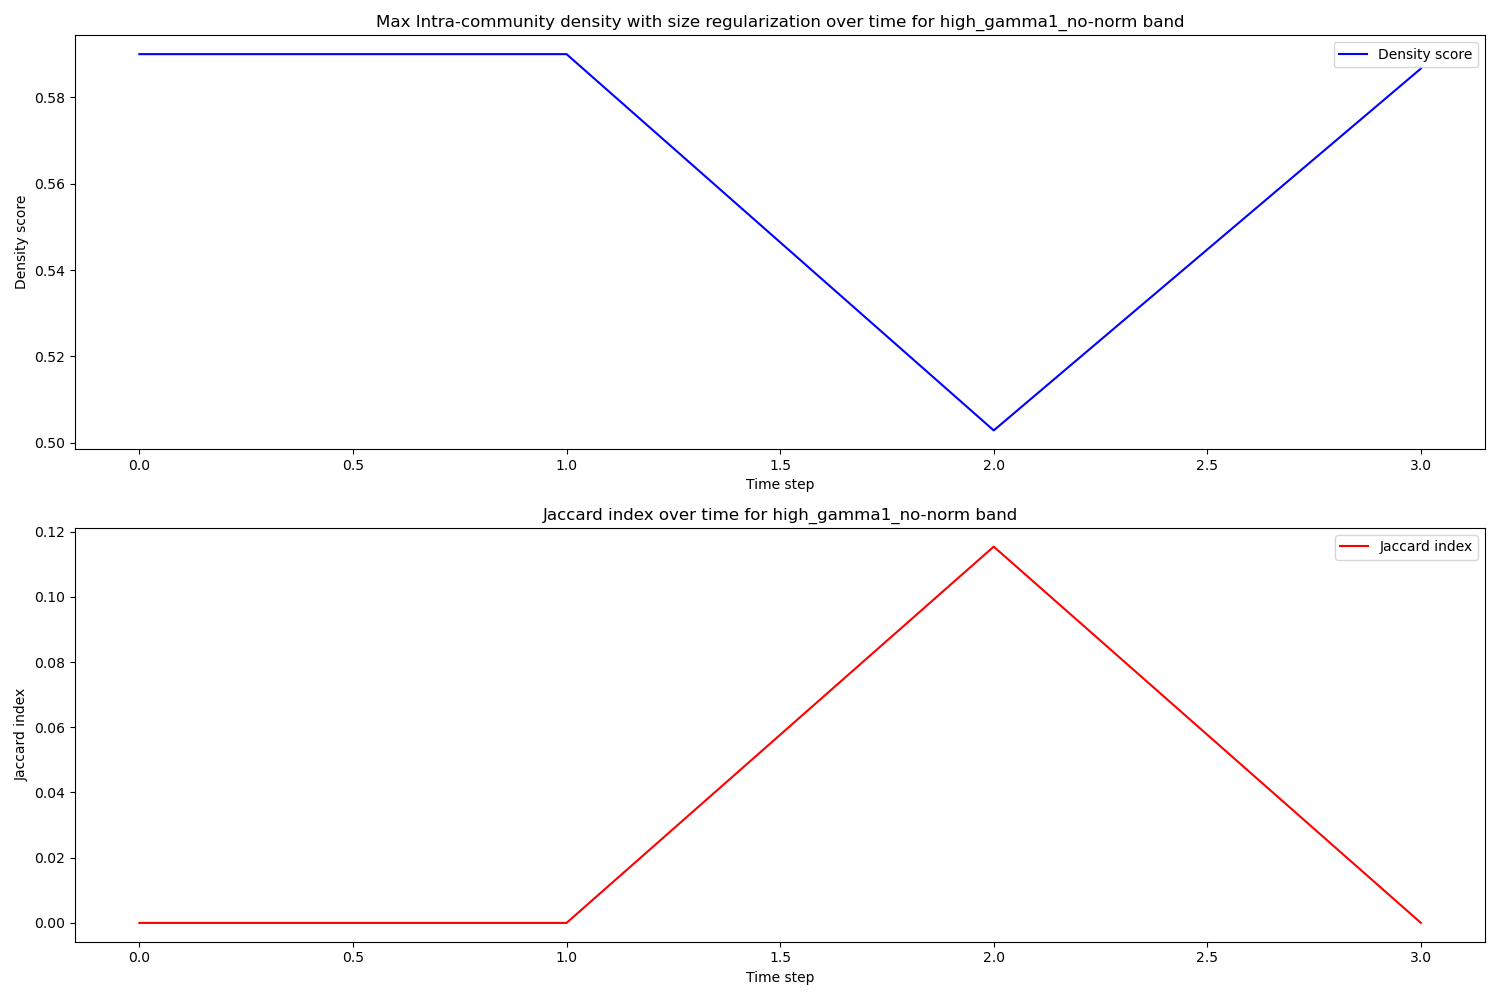 Max Intra-community density with size regularization over time for high_gamma1_no-norm band
Density score
0.58
0.56
0.54
0.52
0.50
Density score
0.0 0.5 1.0 1.5 2.0 2.5 3.0
Time step
Jaccard index over time for high_gamma1_no-norm band
Jaccard index
0.12
0.10
0.08
0.06
0.04
0.02
0.00
Jaccard index
0.0 0.5 1.0 1.5 2.0 2.5 3.0
Time step